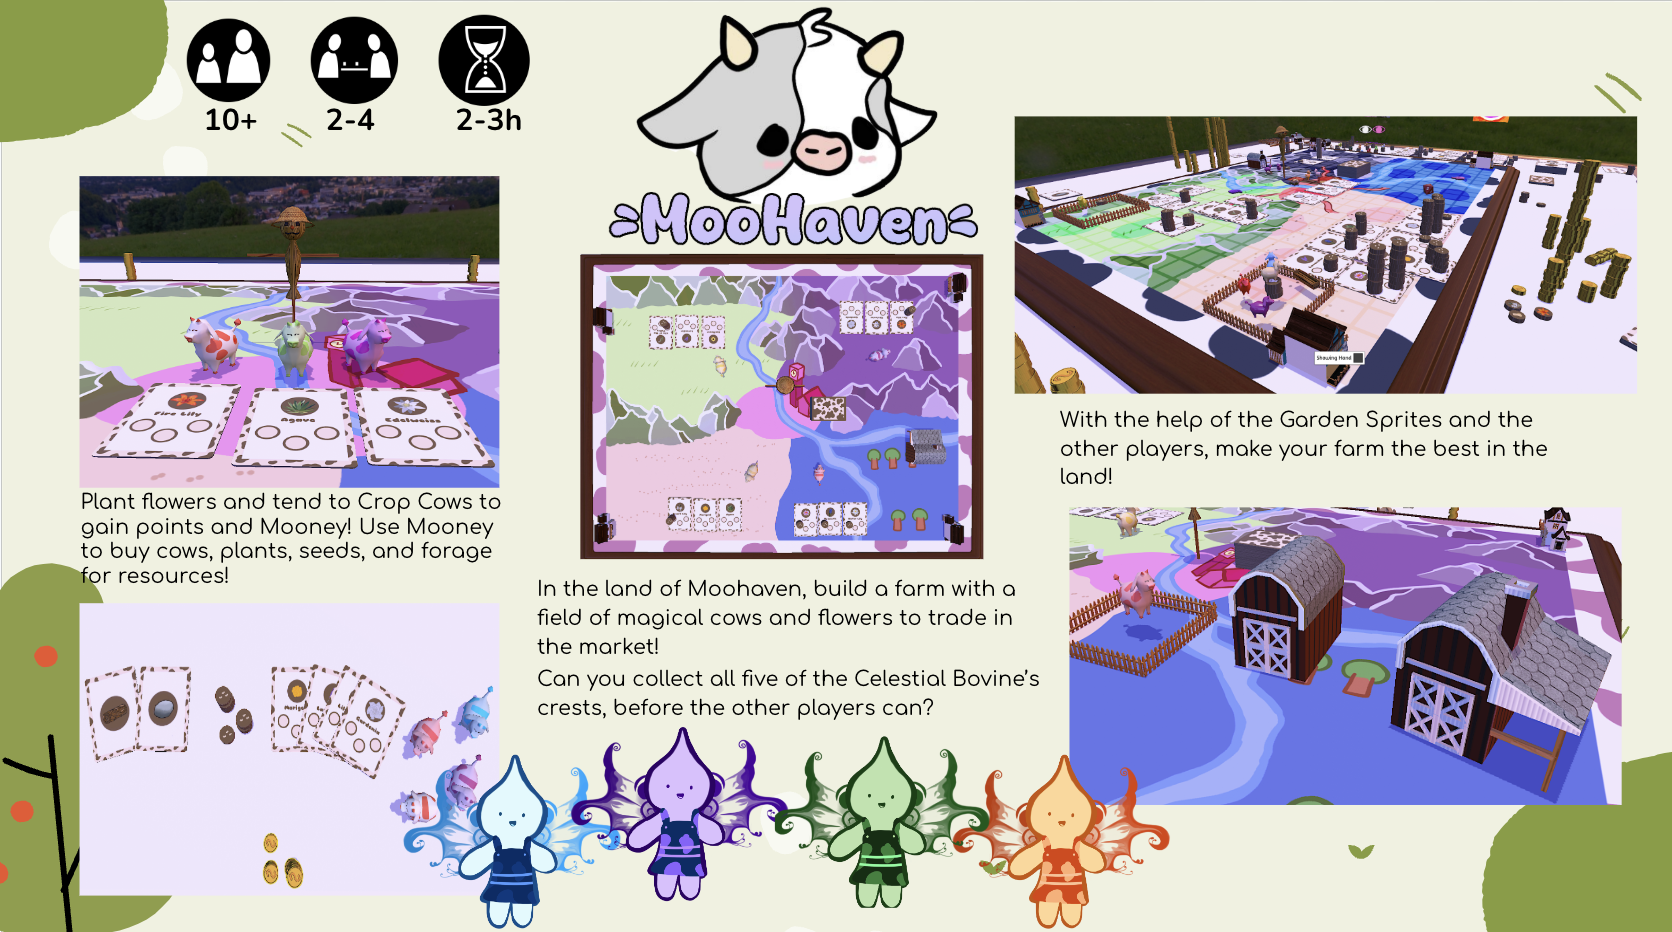 10+
2-4
2-3h
MooHaven
Fire Lily
Agave
Edelweiss
Showing Hand
Plant flowers and tend to Crop Cows to
gain points and Mooney! Use Mooney
to buy cows, plants, seeds, and forage
for resources!
In the land of Moohaven, build a farm with a
field of magical cows and flowers to trade in
the market!
Can you collect all five of the Celestial Bovine’s
crests, before the other players can?
With the help of the Garden Sprites and the
other players, make your farm the best in the
land!